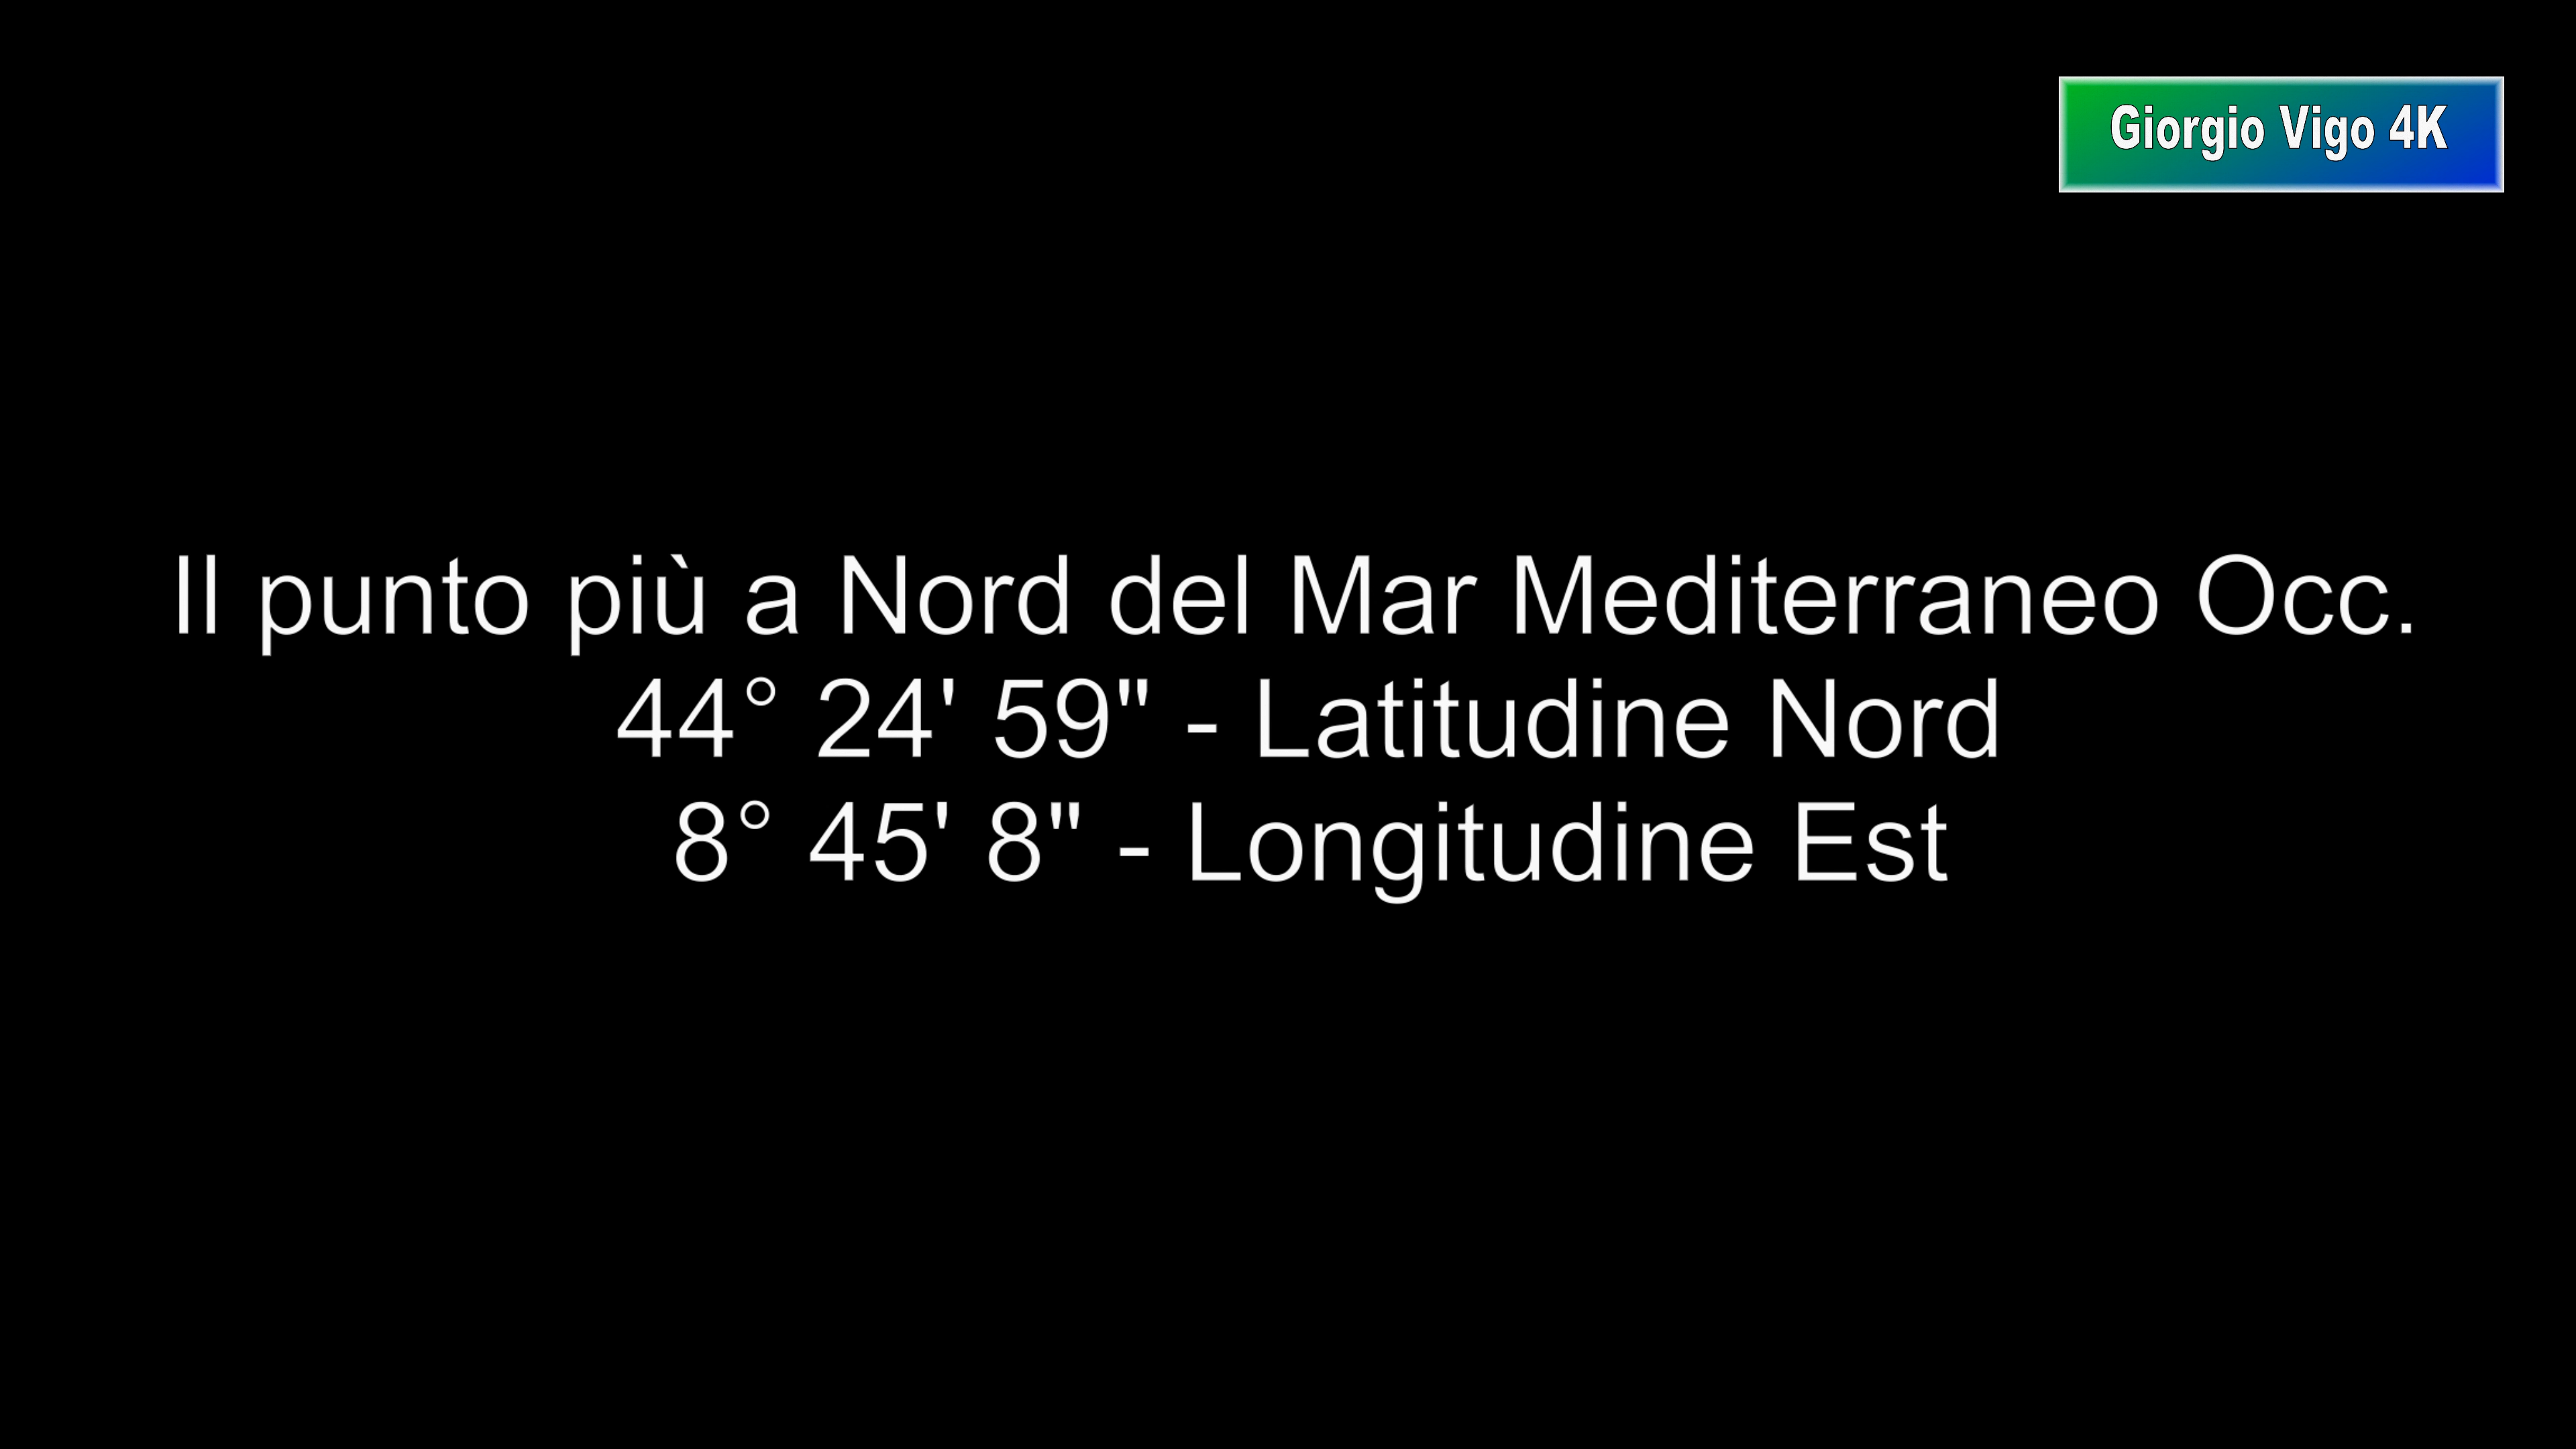 Giorgio Vigo 4K
Il punto più a Nord del Mar Mediterraneo Occ.
44° 24' 59" - Latitudine Nord
8° 45' 8" - Longitudine Est